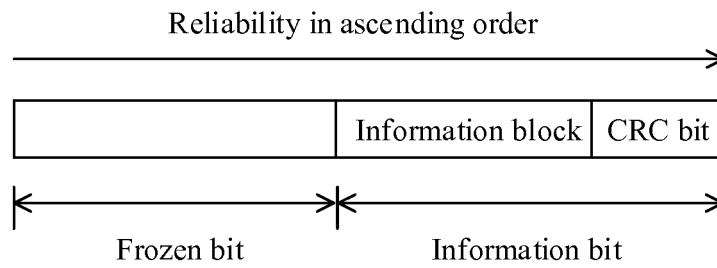 Reliability in ascending order
Information block
CRC bit
Frozen bit
Information bit